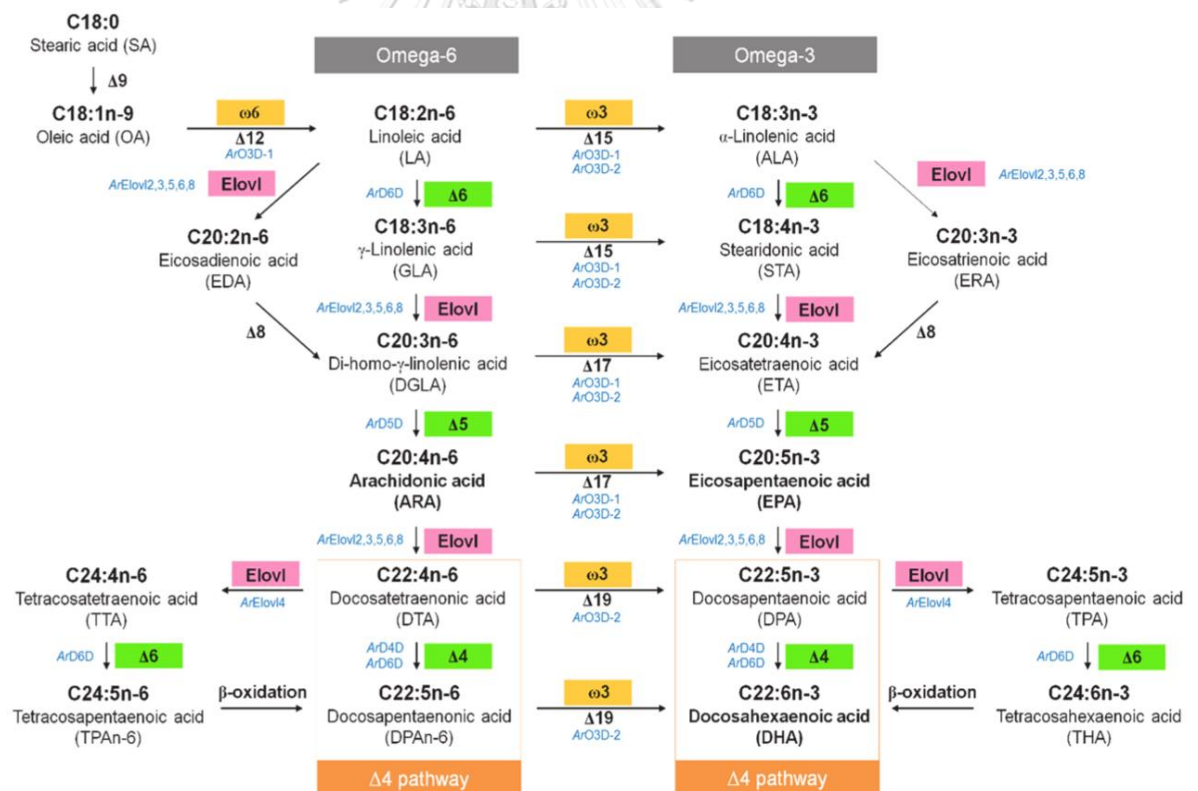 C18:0
Stearic acid (SA)
Δ9
Omega-6
Omega-3
C18:1n-9
Oleic acid (OA)
ω6
Δ12
ArO3D-1
C18:2n-6
Linoleic acid
(LA)
ω3
Δ15
ArO3D-1
ArO3D-2
C18:3n-3
α-Linolenic acid
(ALA)
ArElovl2,3,5,6,8
Elovl
ArD6D
Δ6
ArD6D
Δ6
Elovl
ArElovl2,3,5,6,8
C20:2n-6
Eicosadienoic acid
(EDA)
C18:3n-6
γ-Linolenic acid
(GLA)
ω3
Δ15
ArO3D-1
ArO3D-2
C18:4n-3
Stearidonic acid
(STA)
C20:3n-3
Eicosatrienoic acid
(ERA)
ArElovl2,3,5,6,8
Elovl
ArElovl2,3,5,6,8
Elovl
Δ8
Δ8
C20:3n-6
Di-homo-γ-linolenic acid
(DGLA)
ω3
Δ17
ArO3D-1
ArO3D-2
C20:4n-3
Eicosatetraenoic acid
(ETA)
ArD5D
Δ5
ArD5D
Δ5
C20:4n-6
Arachidonic acid
(ARA)
ω3
Δ17
ArO3D-1
ArO3D-2
C20:5n-3
Eicosapentaenoic acid
(EPA)
ArElovl2,3,5,6,8
Elovl
ArElovl2,3,5,6,8
Elovl
C24:4n-6
Tetracosatetraenoic acid
(TTA)
Elovl
ArElovl4
C22:4n-6
Docosatetraenonic acid
(DTA)
ω3
Δ19
ArO3D-2
C22:5n-3
Docosapentaenoic acid
(DPA)
Elovl
ArElovl4
C24:5n-3
Tetracosapentaenoic acid
(TPA)
ArD6D
Δ6
ArD4D
ArD6D
Δ4
ArD4D
ArD6D
Δ4
ArD6D
Δ6
C24:5n-6
Tetracosapentaenoic acid
(TPAn-6)
β-oxidation
C22:5n-6
Docosapentaenonic acid
(DPAn-6)
ω3
Δ19
ArO3D-2
C22:6n-3
Docosahexaenoic acid
(DHA)
β-oxidation
C24:6n-3
Tetracosahexaenoic acid
(THA)
Δ4 pathway
Δ4 pathway